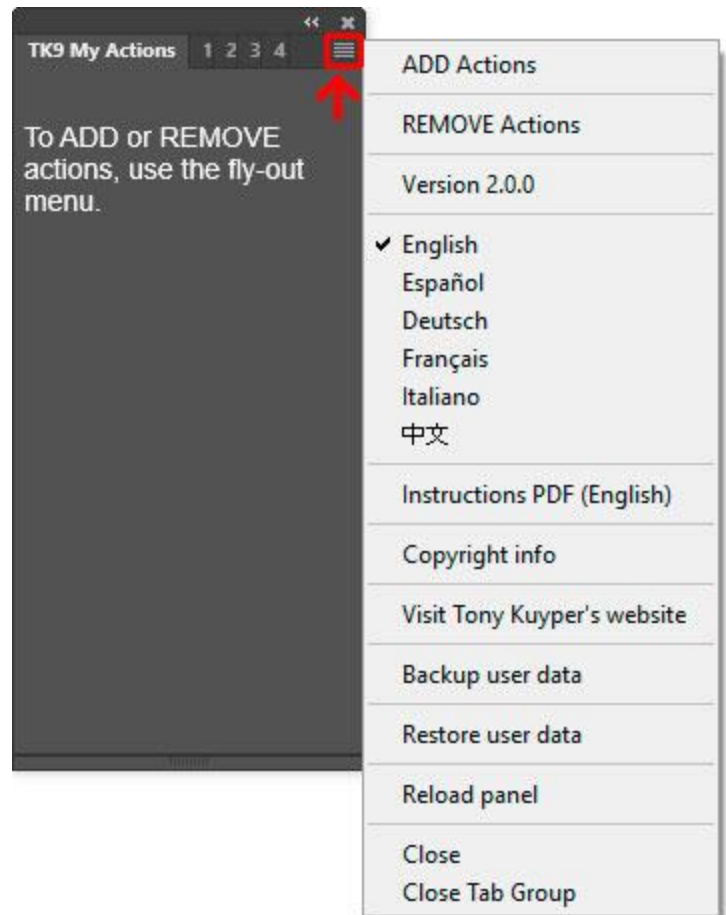 TK9 My Actions 1 2 3 4
To ADD or REMOVE
actions, use the fly-out
menu.
ADD Actions
REMOVE Actions
Version 2.0.0
English
Español
Deutsch
Français
Italiano
中文
Instructions PDF (English)
Copyright info
Visit Tony Kuyper's website
Backup user data
Restore user data
Reload panel
Close
Close Tab Group